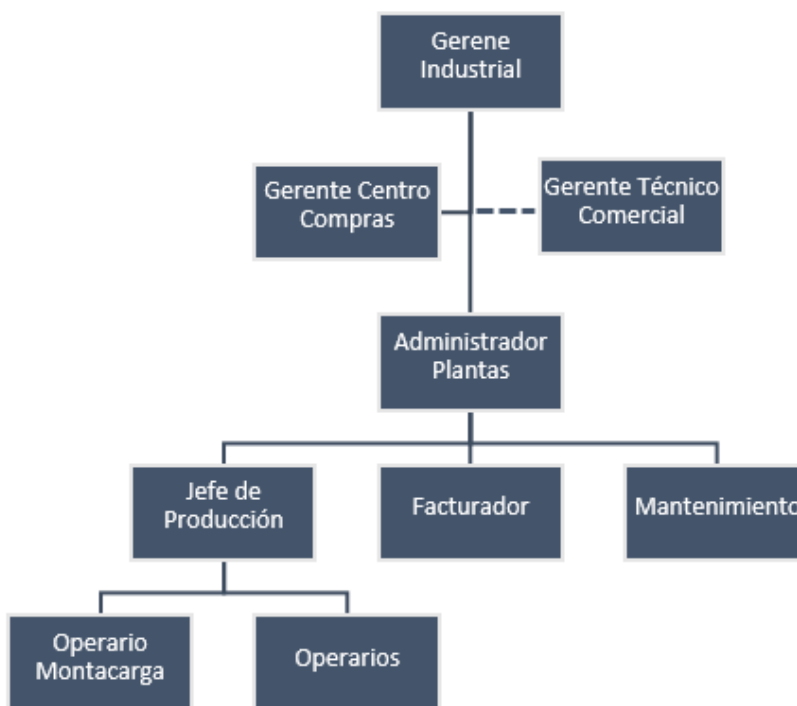 Gerene
Industrial
Gerente Centro
Compras
Gerente Técnico
Comercial
Administrador
Plantas
Jefe de
Producción
Facturador
Mantenimiento
Operario
Montacarga
Operarios